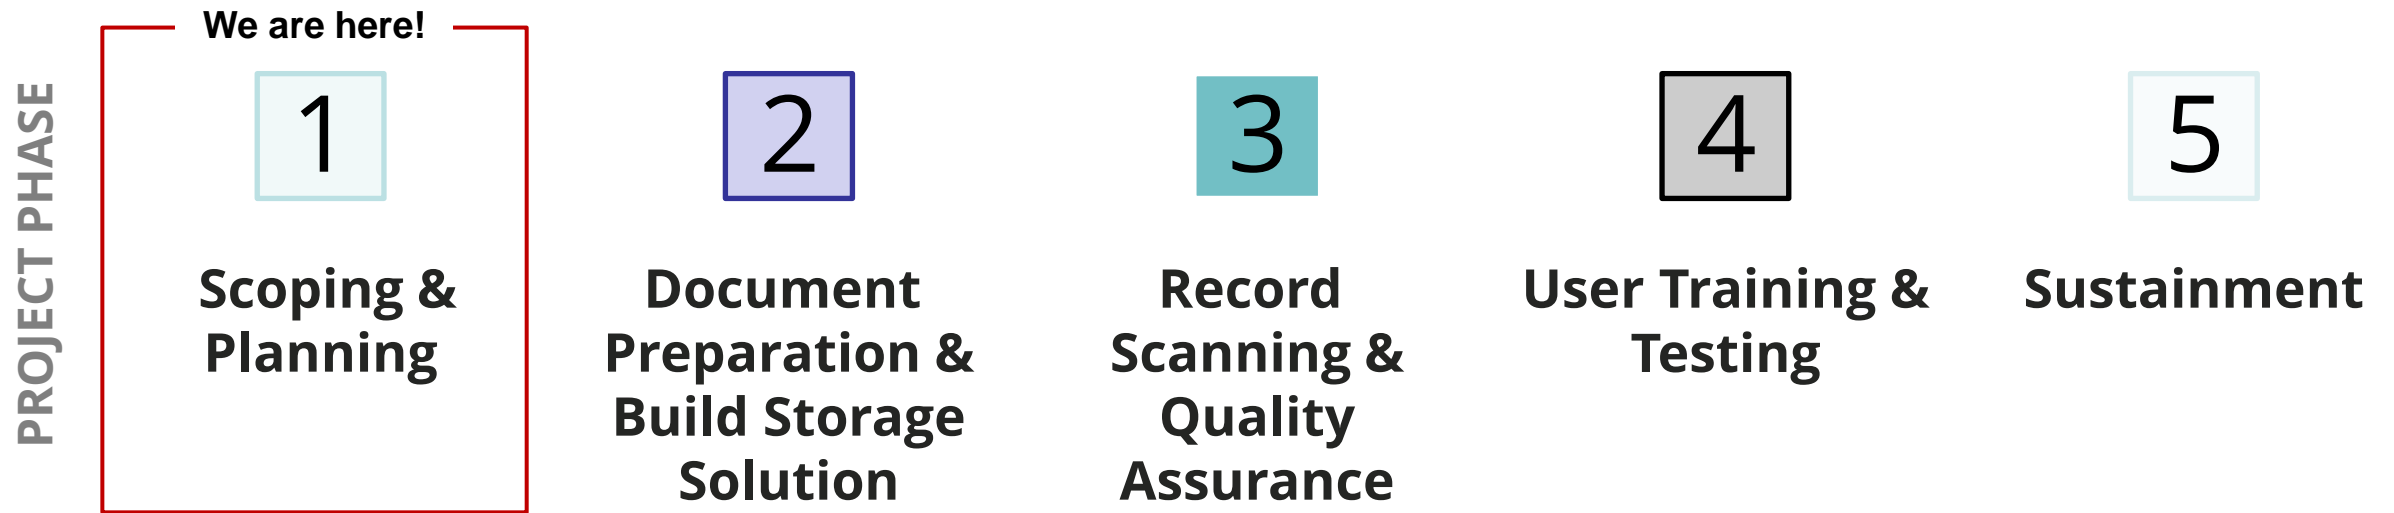 We are here!
PROJECT PHASE
1
Scoping &
Planning
2
Document
Preparation &
Build Storage
Solution
3
Record
Scanning &
Quality
Assurance
4
User Training &
Testing
5
Sustainment